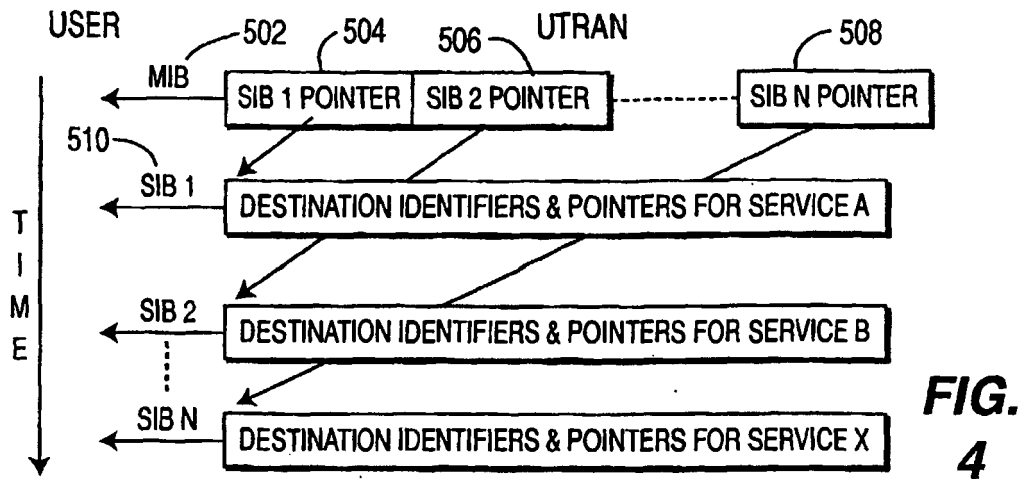 USER
502
504
506
UTRAN
508
MIB
SIB 1 POINTER
SIB 2 POINTER
SIB N POINTER
510
SIB 1
DESTINATION IDENTIFIERS & POINTERS FOR SERVICE A
TIME
SIB 2
DESTINATION IDENTIFIERS & POINTERS FOR SERVICE B
SIB N
DESTINATION IDENTIFIERS & POINTERS FOR SERVICE X
FIG.
4